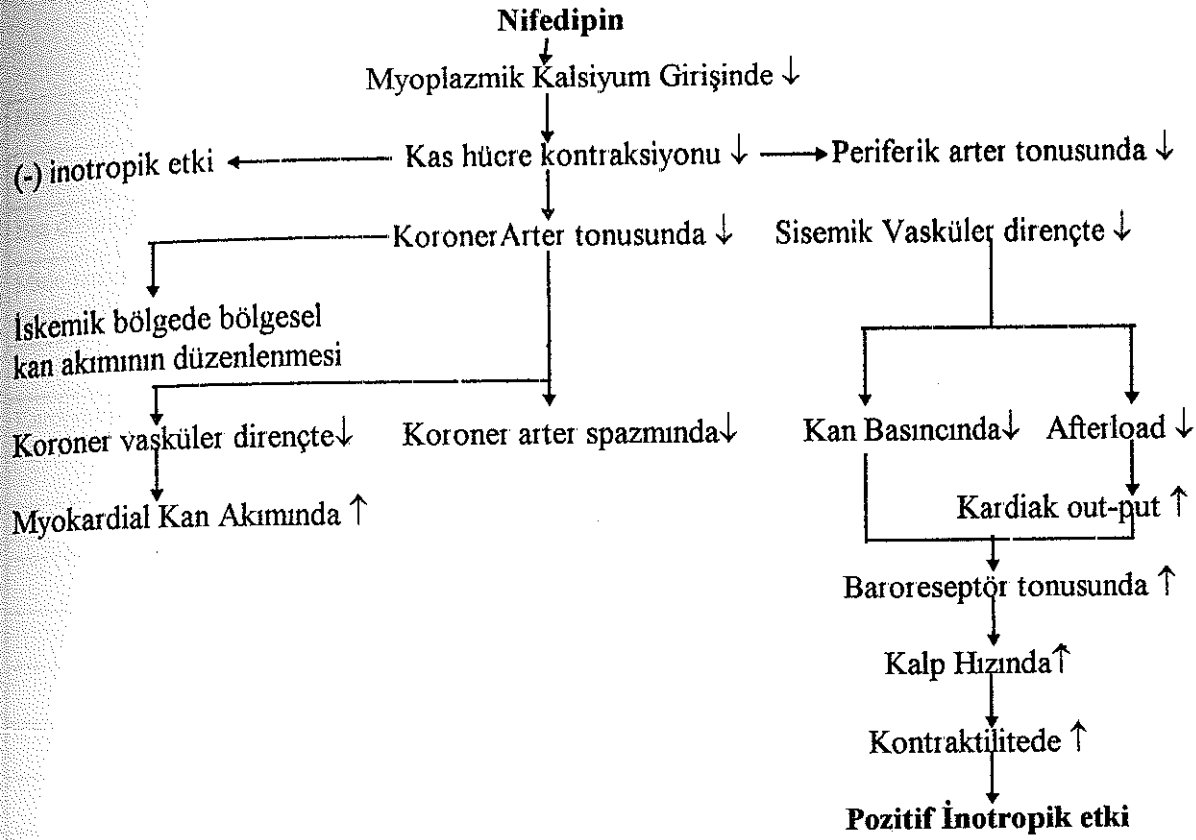 Nifedipin
Myoplazmik Kalsiyum Girişinde ↓
(-) inotropik etki
Kas hücre kontraksiyonu ↓
Periferik arter tonusunda ↓
Koroner Arter tonusunda ↓
Sisemik Vasküler dirençte ↓
İskemik bölgede bölgesel
kan akımının düzenlenmesi
Koroner vasküler dirençte↓
Koroner arter spazmında↓
Kan Basıncında↓
Afterload ↓
Myokardial Kan Akımında ↑
Kardiak out-put ↑
Baroreseptör tonusunda ↑
Kalp Hızında↑
Kontraktilitede ↑
Pozitif İnotropik etki